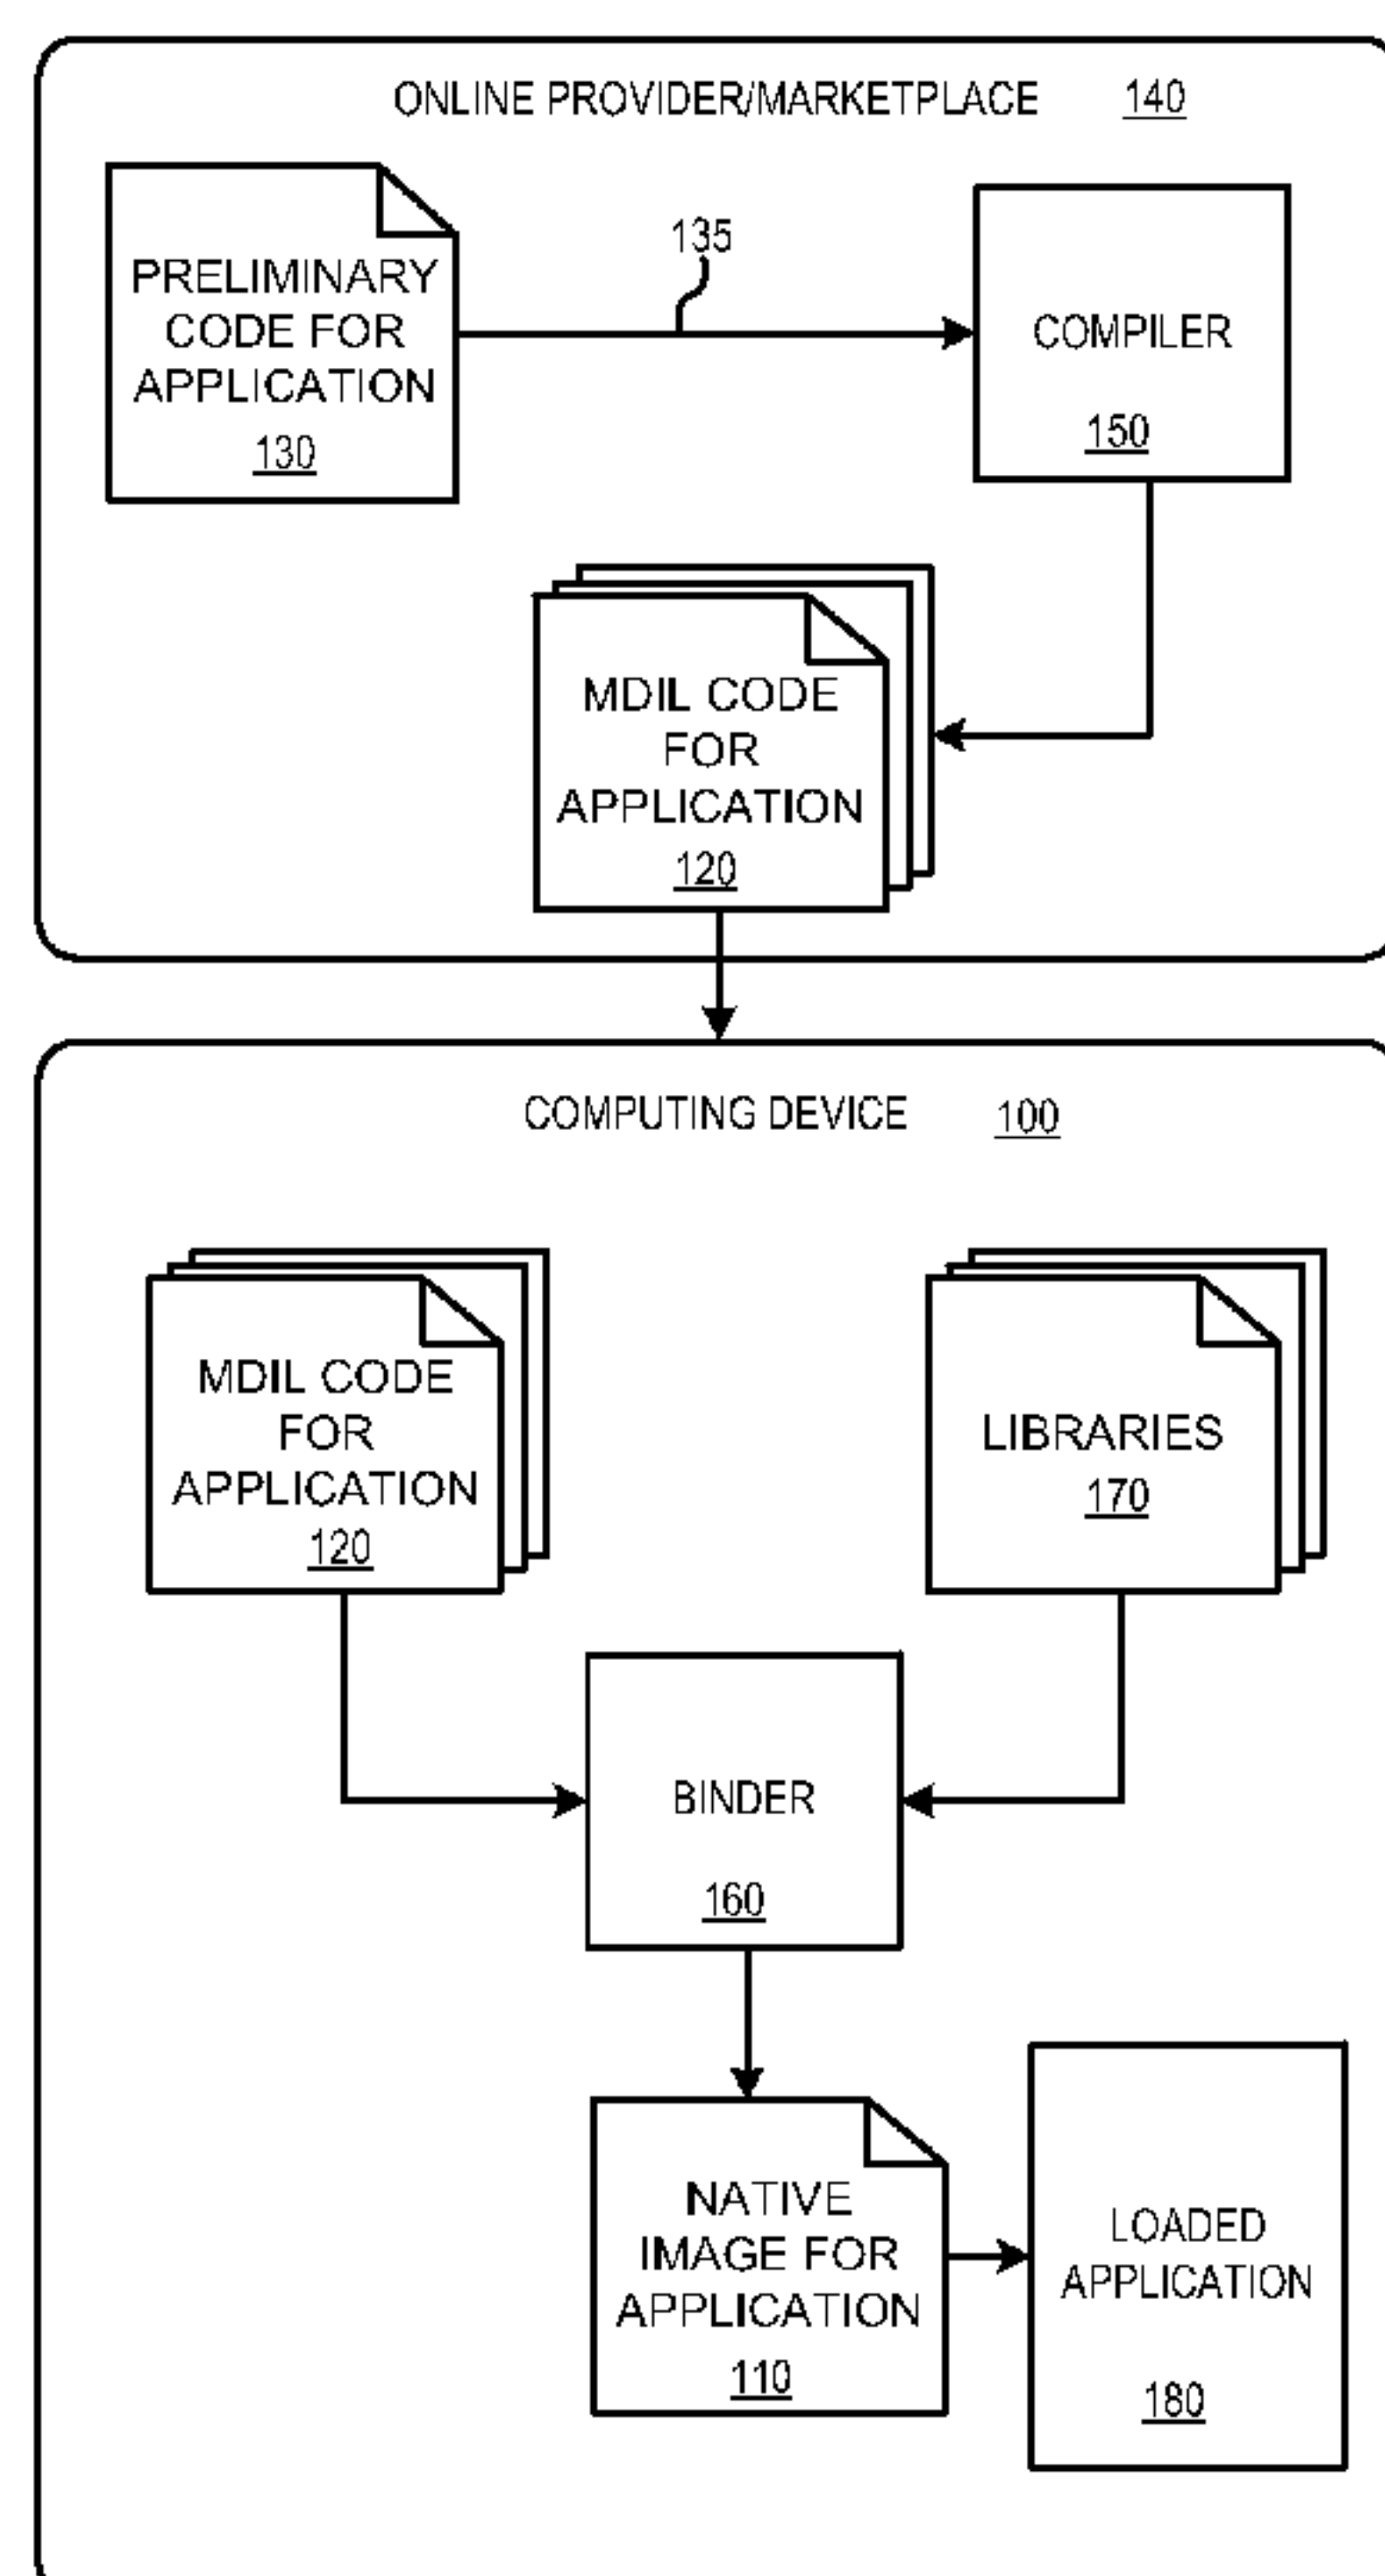 ONLINE PROVIDER/MARKETPLACE 140
PRELIMINARY
CODE FOR
APPLICATION
130
135
COMPILER
150
MDIL CODE
FOR
APPLICATION
120
COMPUTING DEVICE 100
MDIL CODE
FOR
APPLICATION
120
LIBRARIES
170
BINDER
160
NATIVE
IMAGE FOR
APPLICATION
110
LOADED
APPLICATION
180